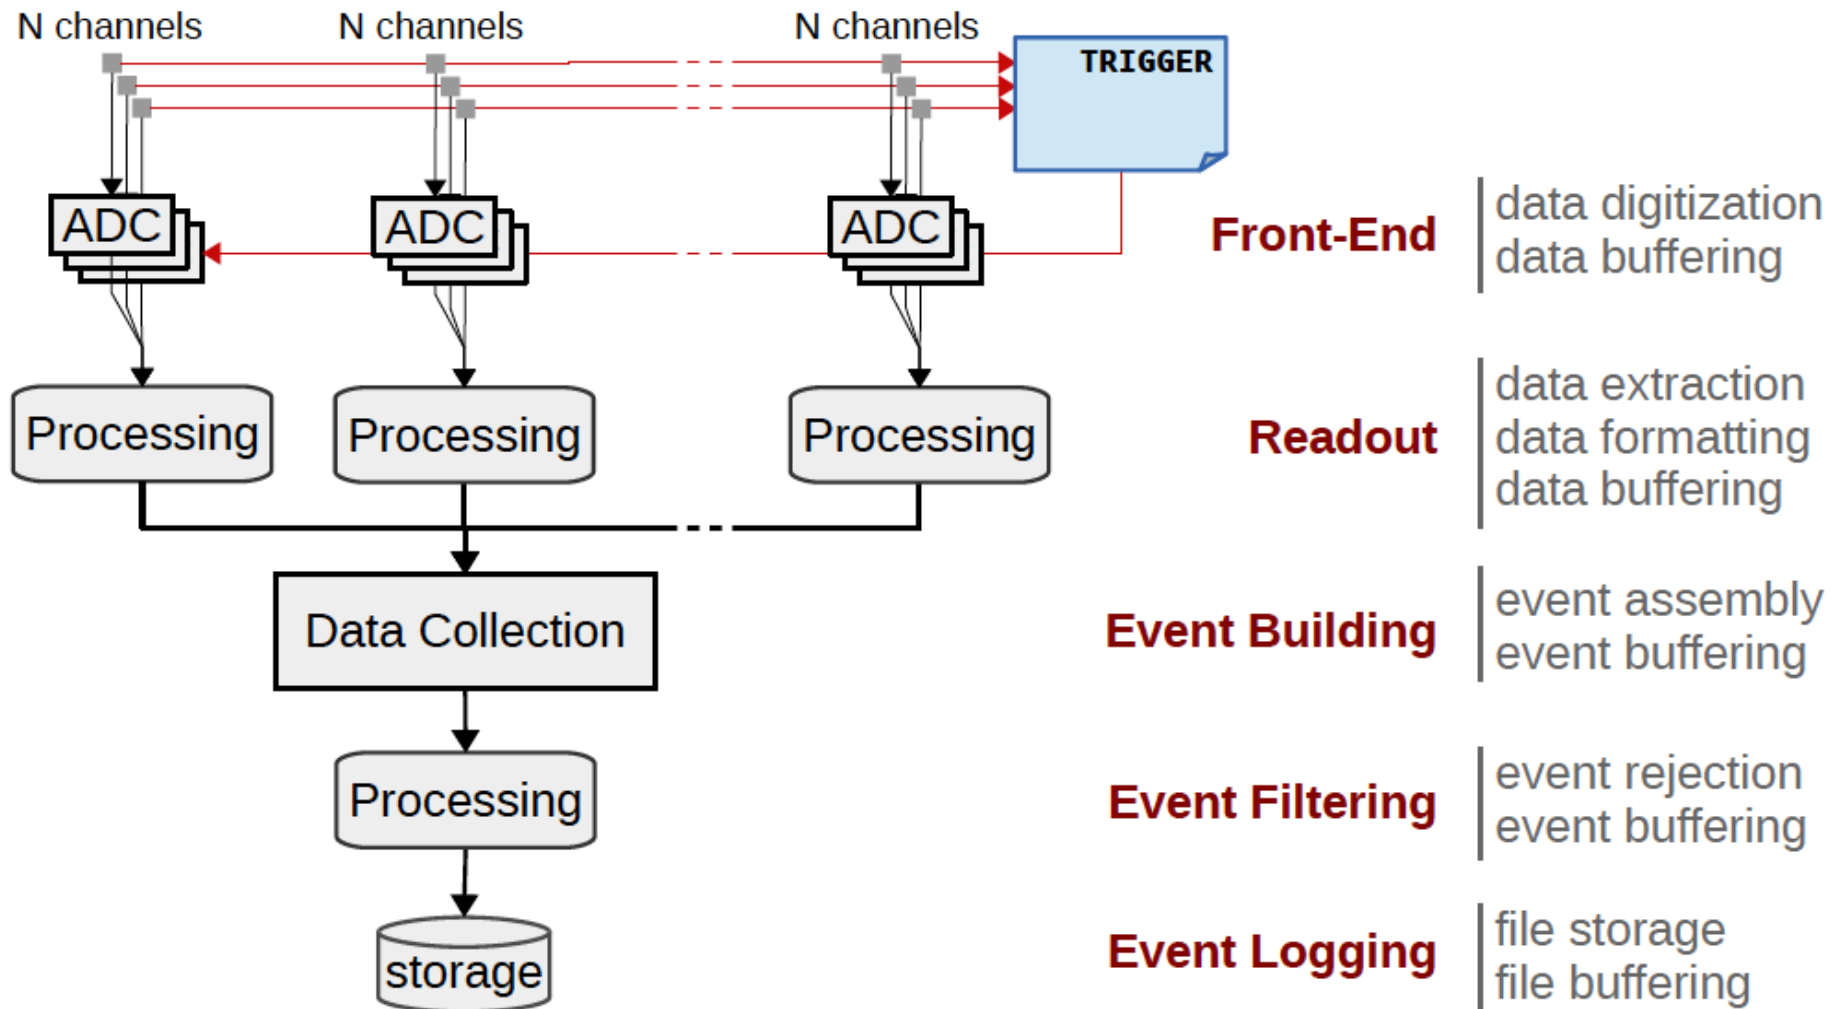 N channels
N channels
N channels
TRIGGER
ADC
ADC
ADC
Front-End
data digitization
data buffering
Processing
Processing
Processing
Readout
data extraction
data formatting
data buffering
Data Collection
Event Building
event assembly
event buffering
Processing
Event Filtering
event rejection
event buffering
storage
Event Logging
file storage
file buffering